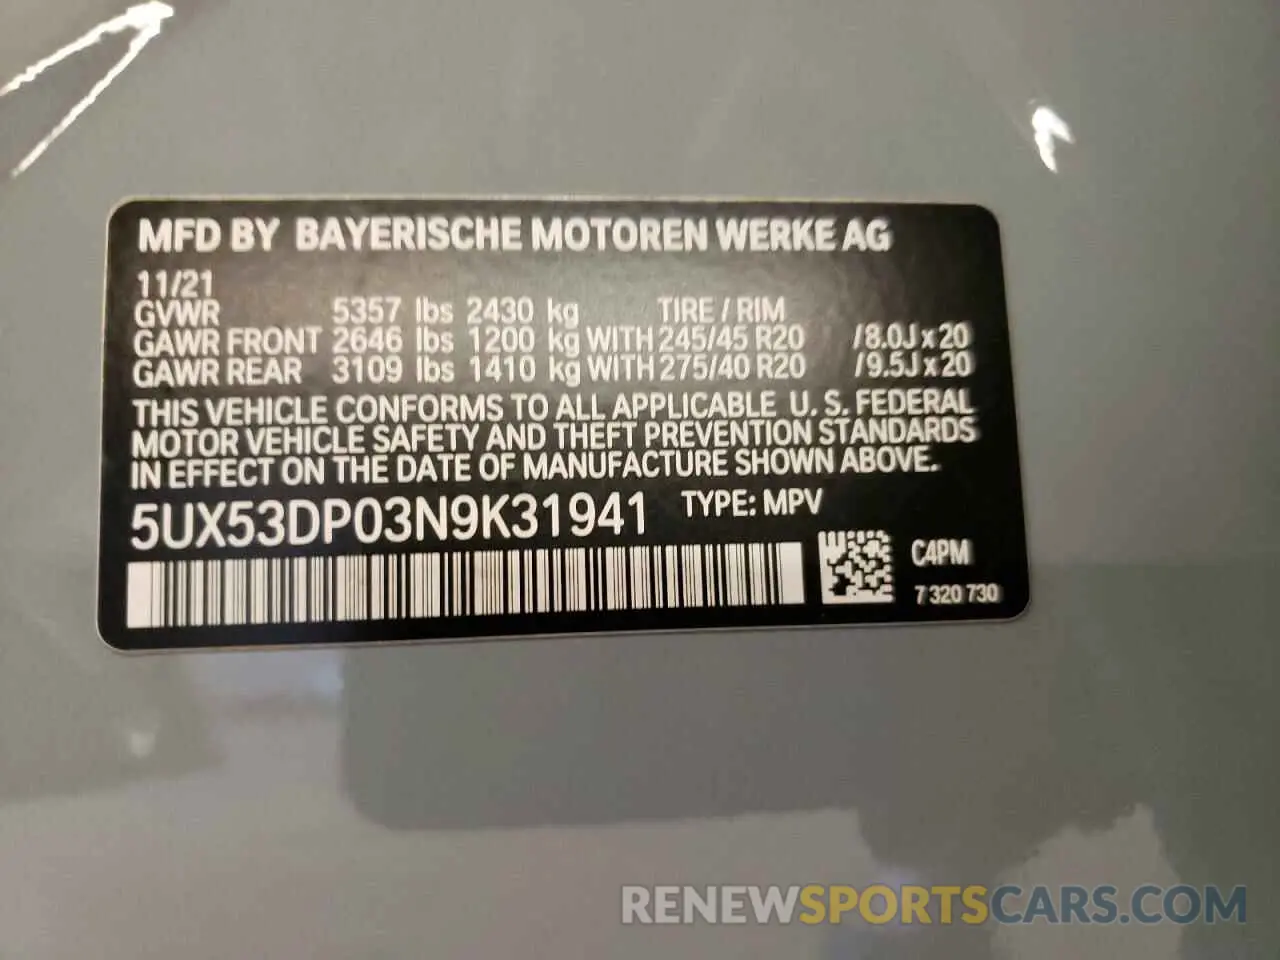 MFD BY BAYERISCHE MOTOREN WERKE AG
11/21
GVWR 5357 lbs 2430 kg TIRE / RIM
GAWR FRONT 2646 lbs 1200 kg WITH 245/45 R20 /8.0J x 20
GAWR REAR 3109 lbs 1410 kg WITH 275/40 R20 /9.5J x 20
THIS VEHICLE CONFORMS TO ALL APPLICABLE U. S. FEDERAL
MOTOR VEHICLE SAFETY AND THEFT PREVENTION STANDARDS
IN EFFECT ON THE DATE OF MANUFACTURE SHOWN ABOVE.
5UX53DP03N9K31941 TYPE: MPV
C4PM
7 320 730
RENEWSPORTSCARS.COM